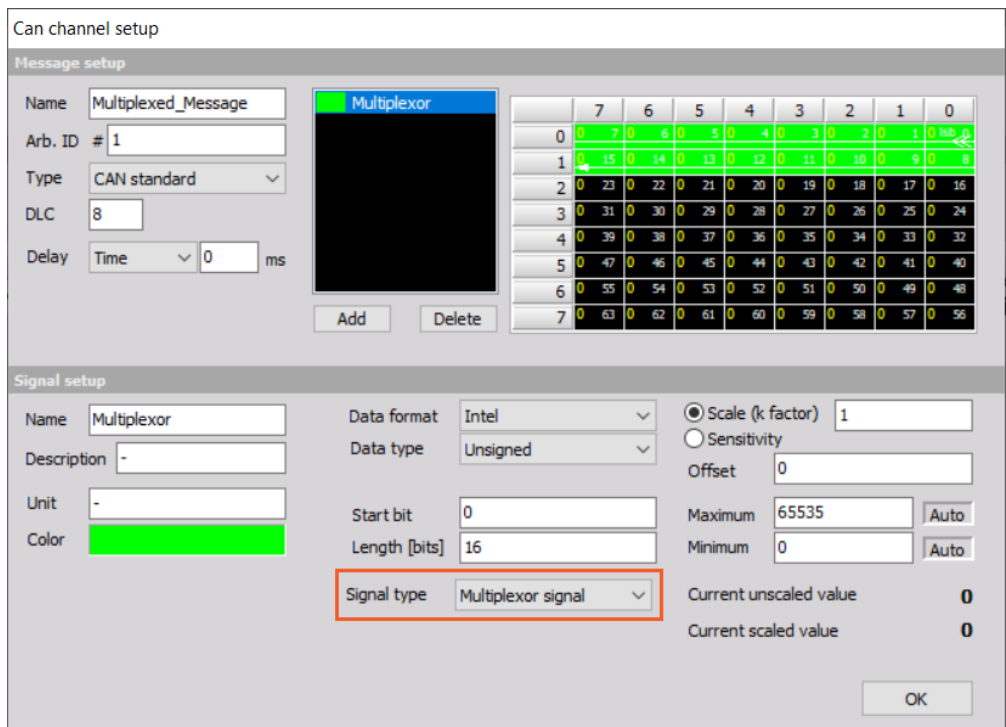 Can channel setup
Message setup
Name Multiplexed_Message
Arb. ID # 1
Type CAN standard
DLC 8
Delay Time 0 ms
Multiplexor
Add Delete
7 6 5 4 3 2 1 0
0 0 7 0 6 0 5 0 4 0 3 0 2 0 1 0 lsb 0
1 0 15 0 14 0 13 0 12 0 11 0 10 0 9 0 8
2 0 23 0 22 0 21 0 20 0 19 0 18 0 17 0 16
3 0 31 0 30 0 29 0 28 0 27 0 26 0 25 0 24
4 0 39 0 38 0 37 0 36 0 35 0 34 0 33 0 32
5 0 47 0 46 0 45 0 44 0 43 0 42 0 41 0 40
6 0 55 0 54 0 53 0 52 0 51 0 50 0 49 0 48
7 0 63 0 62 0 61 0 60 0 59 0 58 0 57 0 56
Signal setup
Name Multiplexor
Description -
Unit -
Color
Data format Intel
Data type Unsigned
Start bit 0
Length [bits] 16
Signal type Multiplexor signal
Scale (k factor) 1
Sensitivity
Offset 0
Maximum 65535 Auto
Minimum 0 Auto
Current unscaled value 0
Current scaled value 0
OK